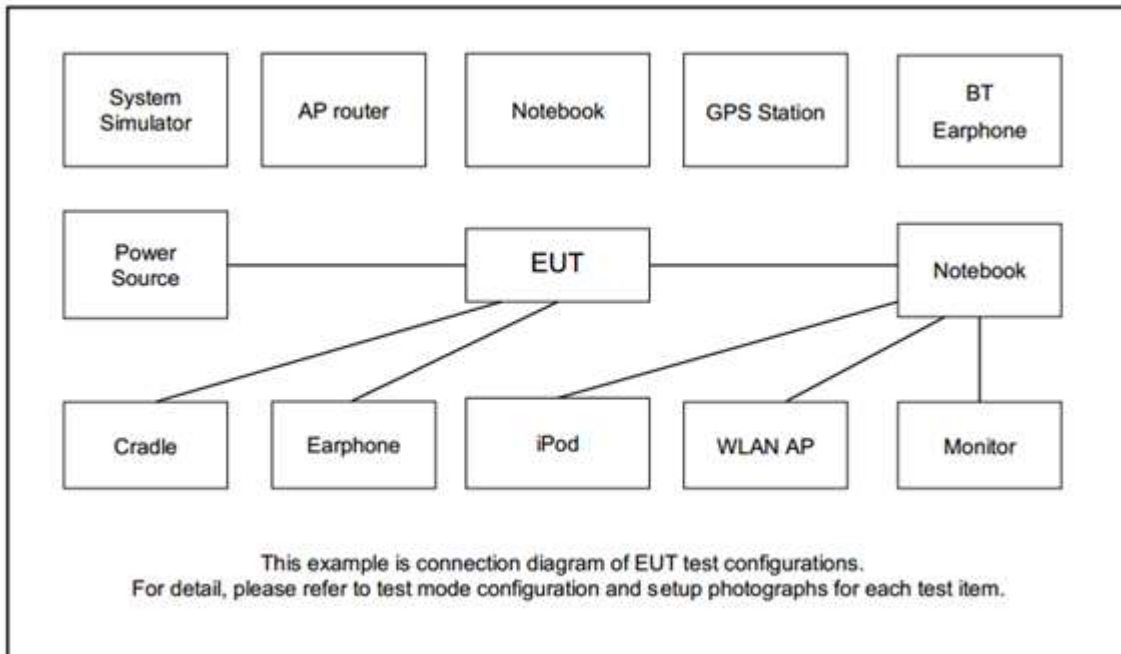 System
Simulator
AP router
Notebook
GPS Station
BT
Earphone
Power
Source
EUT
Notebook
Cradle
Earphone
iPod
WLAN AP
Monitor
This example is connection diagram of EUT test configurations.
For detail, please refer to test mode configuration and setup photographs for each test item.